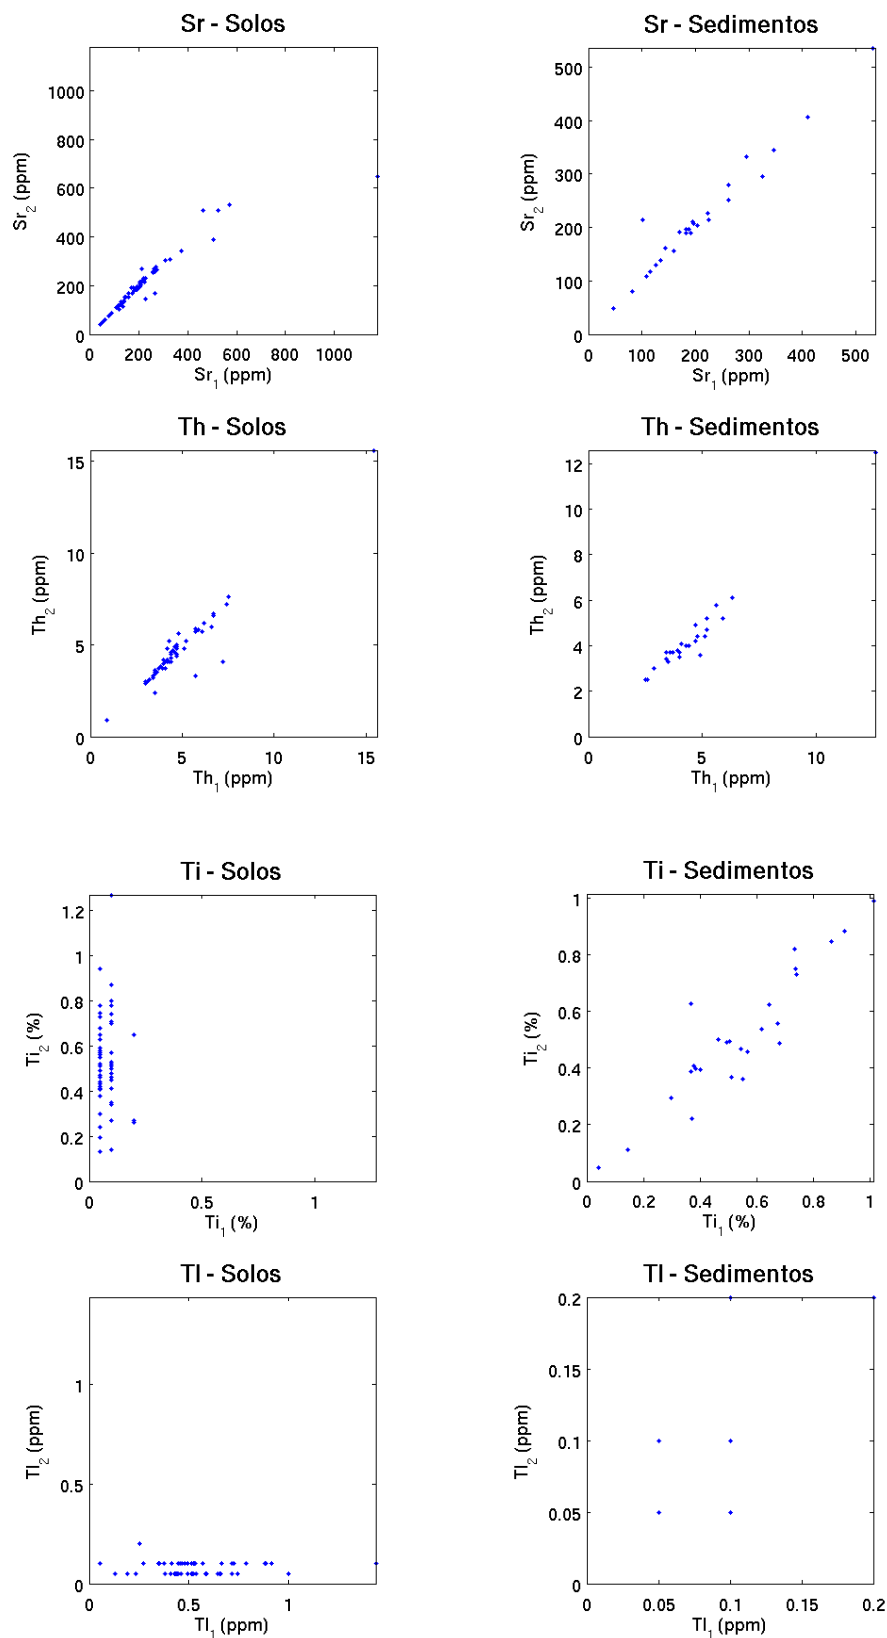 Sr - Solos
1000
800
600
400
200
0
Sr2 (ppm)
0 200 400 600 800 1000
Sr1 (ppm)
Sr - Sedimentos
500
400
300
200
100
0
Sr2 (ppm)
100 200 300 400 500
Sr1 (ppm)
Th - Solos
15
10
5
0
Th2 (ppm)
0 5 10 15
Th1 (ppm)
Th - Sedimentos
12
10
8
6
4
2
0
Th2 (ppm)
0 5 10
Th1 (ppm)
Ti - Solos
1.2
1
0.8
0.6
0.4
0.2
0
Ti2 (%)
0 0.5 1
Ti1 (%)
Ti - Sedimentos
1
0.8
0.6
0.4
0.2
0
Ti2 (%)
0 0.2 0.4 0.6 0.8 1
Ti1 (%)
Tl - Solos
1
0.5
0
Tl2 (ppm)
0 0.5 1
Tl1 (ppm)
Tl - Sedimentos
0.2
0.15
0.1
0.05
0
Tl2 (ppm)
0 0.05 0.1 0.15 0.2
Tl1 (ppm)